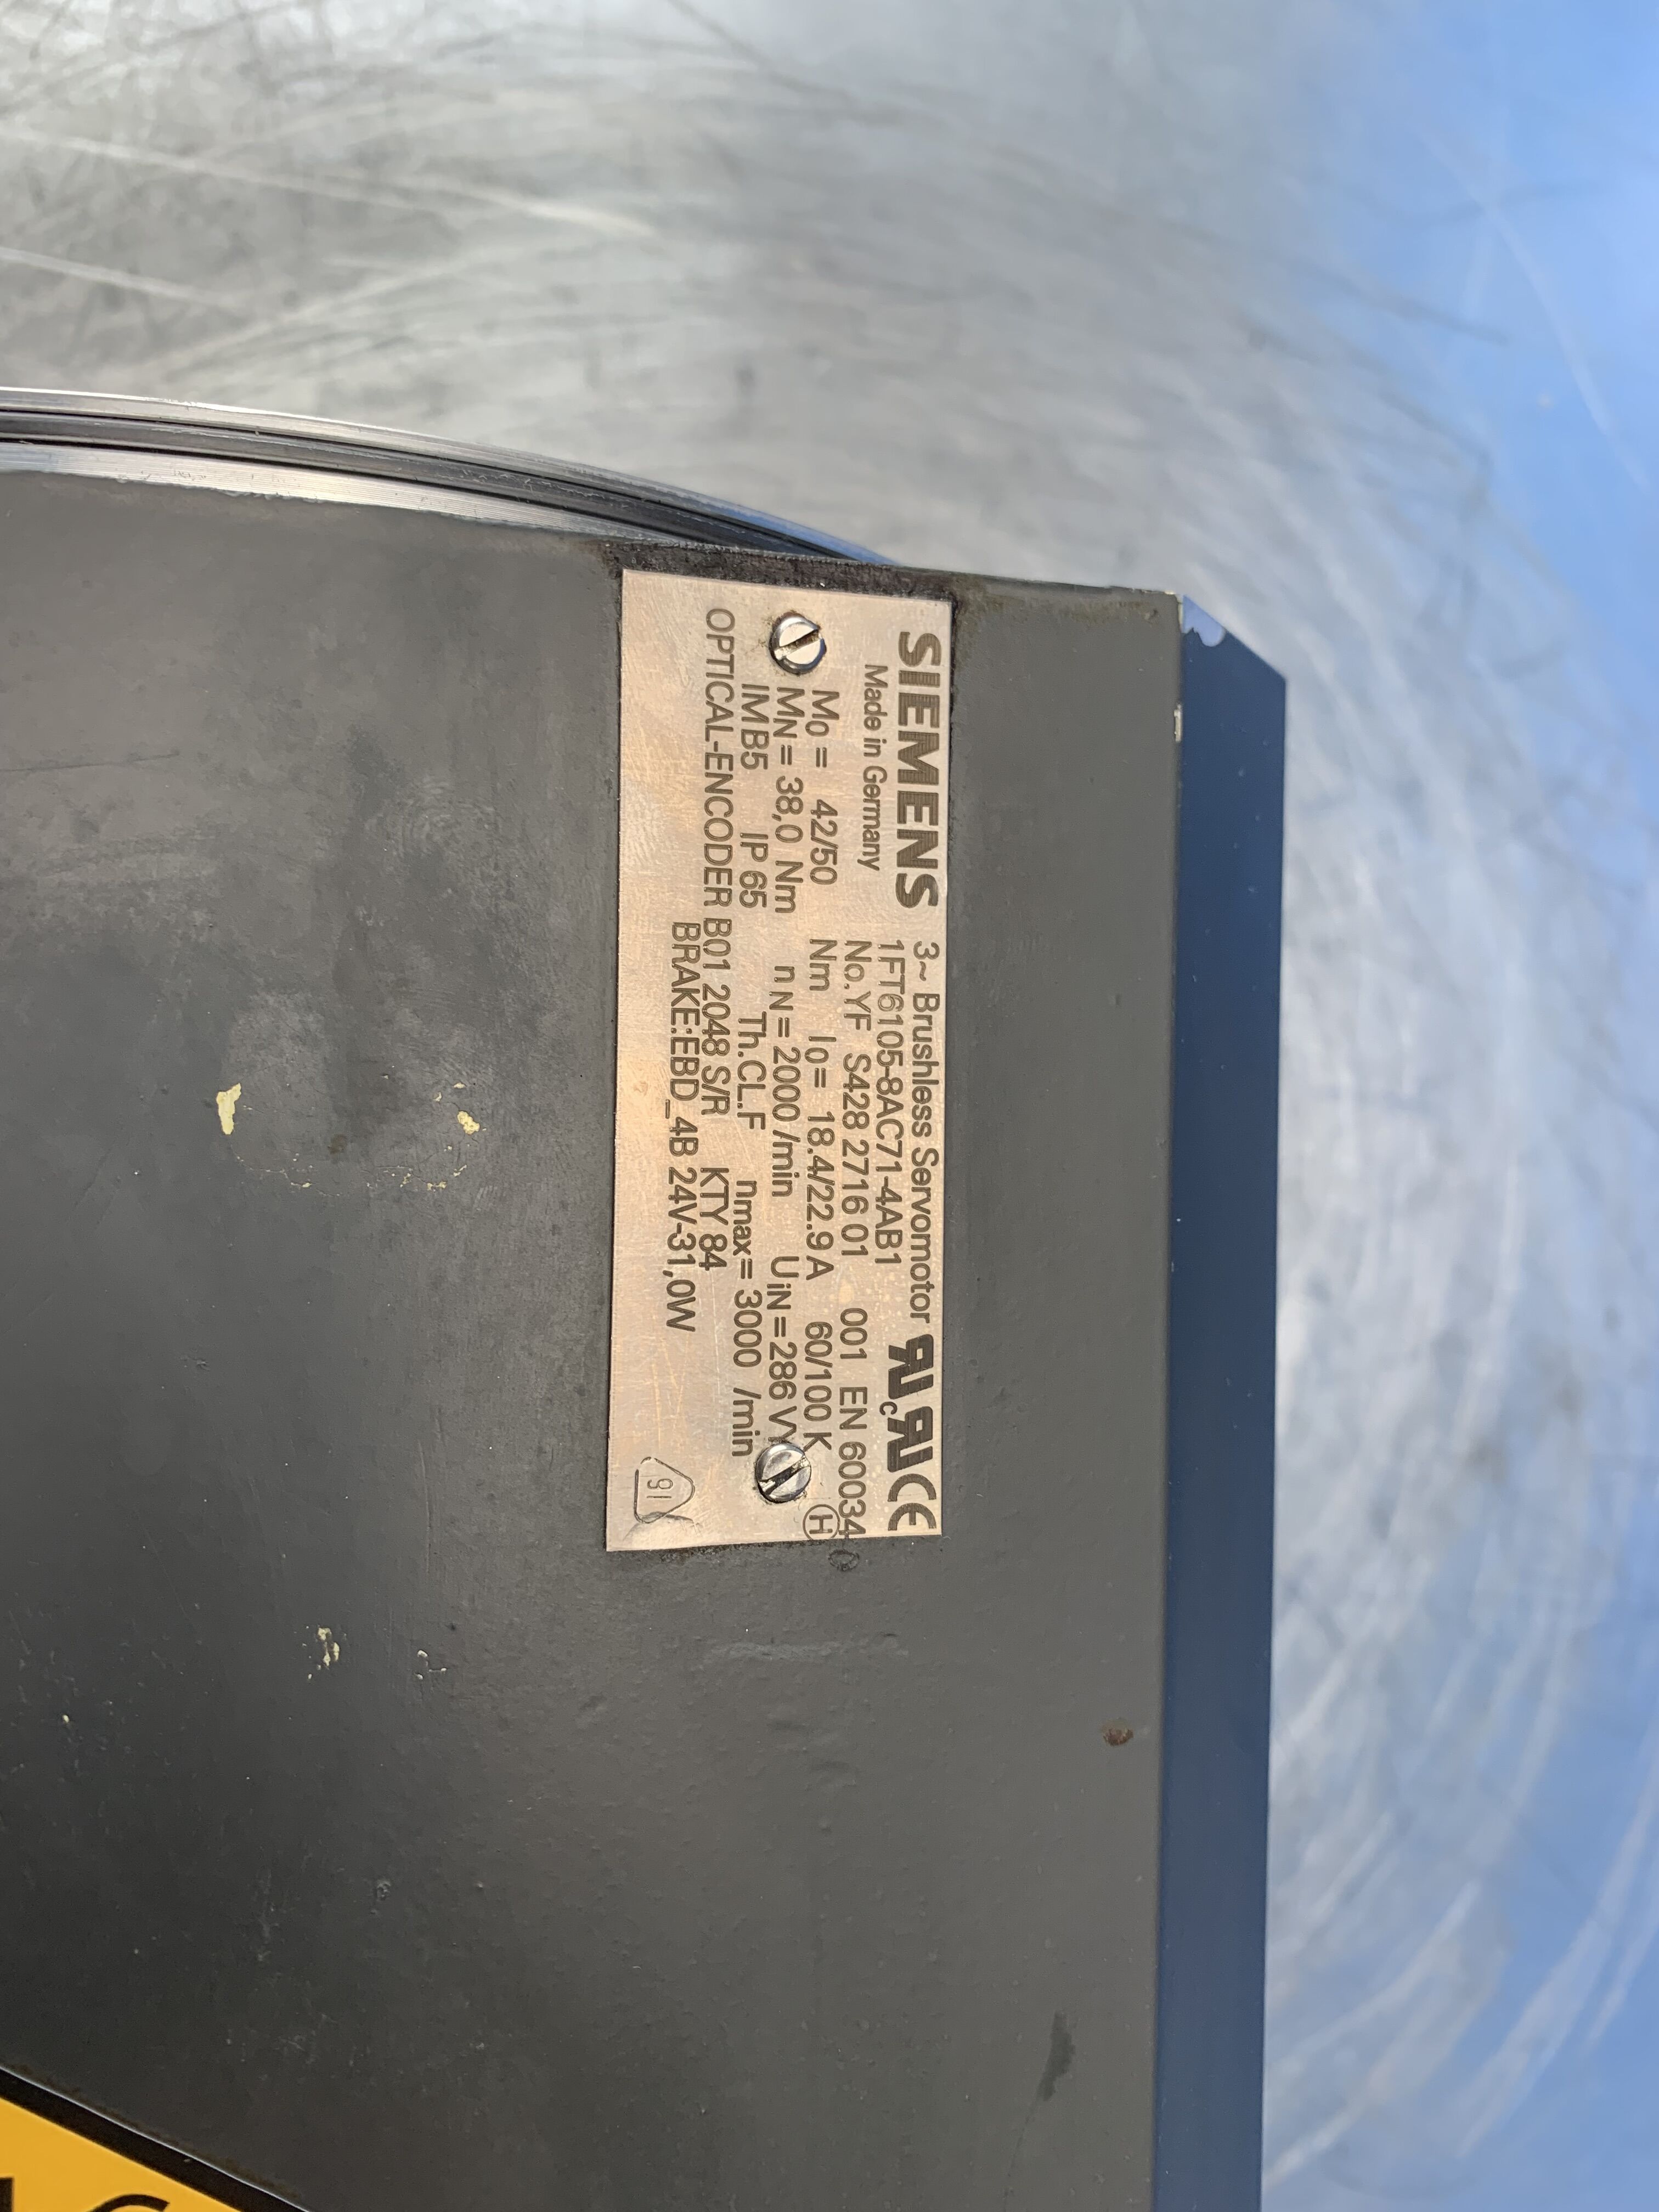 SIEMENS 3~ Brushless Servomotor
Made in Germany 1FT6105-8AC71-4AB1
No.YF S428 2716 01 001 EN 60034
M0 = 42/50 Nm I0 = 18.4/22.9 A 60/100 K H
MN = 38,0 Nm nN = 2000 /min UiN = 286 VY
IMB5 IP 65 Th.CL.F nmax = 3000 /min
OPTICAL-ENCODER B01 2048 S/R KTY 84
BRAKE:EBD_4B 24V-31,0W